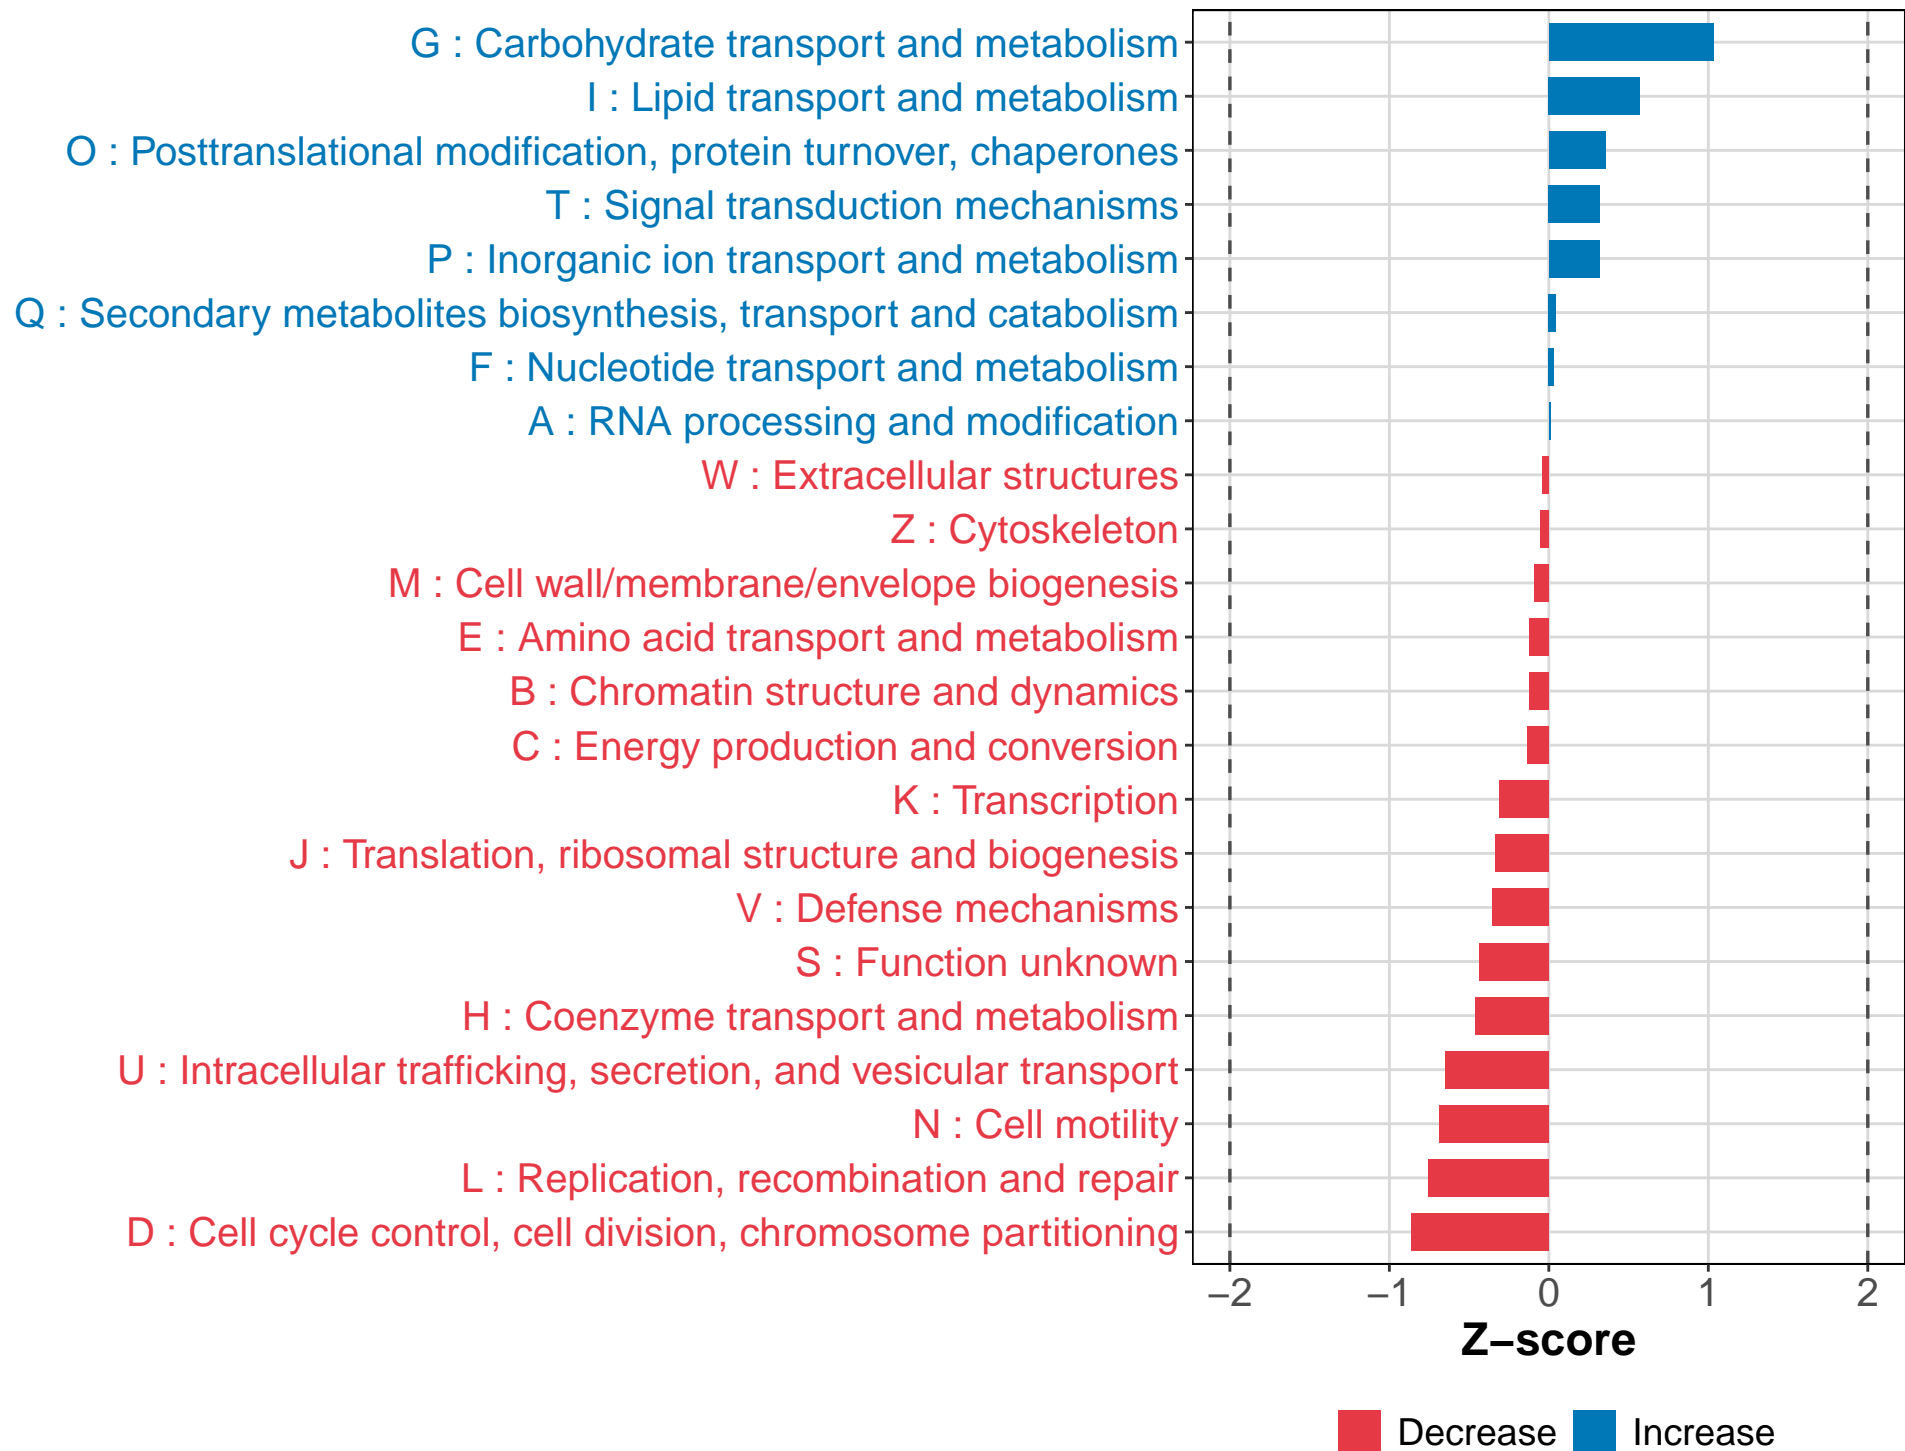 G : Carbohydrate transport and metabolism
I : Lipid transport and metabolism
O : Posttranslational modification, protein turnover, chaperones
T : Signal transduction mechanisms
P : Inorganic ion transport and metabolism
Q : Secondary metabolites biosynthesis, transport and catabolism
F : Nucleotide transport and metabolism
A : RNA processing and modification
W : Extracellular structures
Z : Cytoskeleton
M : Cell wall/membrane/envelope biogenesis
E : Amino acid transport and metabolism
B : Chromatin structure and dynamics
C : Energy production and conversion
K : Transcription
J : Translation, ribosomal structure and biogenesis
V : Defense mechanisms
S : Function unknown
H : Coenzyme transport and metabolism
U : Intracellular trafficking, secretion, and vesicular transport
N : Cell motility
L : Replication, recombination and repair
D : Cell cycle control, cell division, chromosome partitioning
−2 −1 0 1 2
Z−score
Decrease Increase